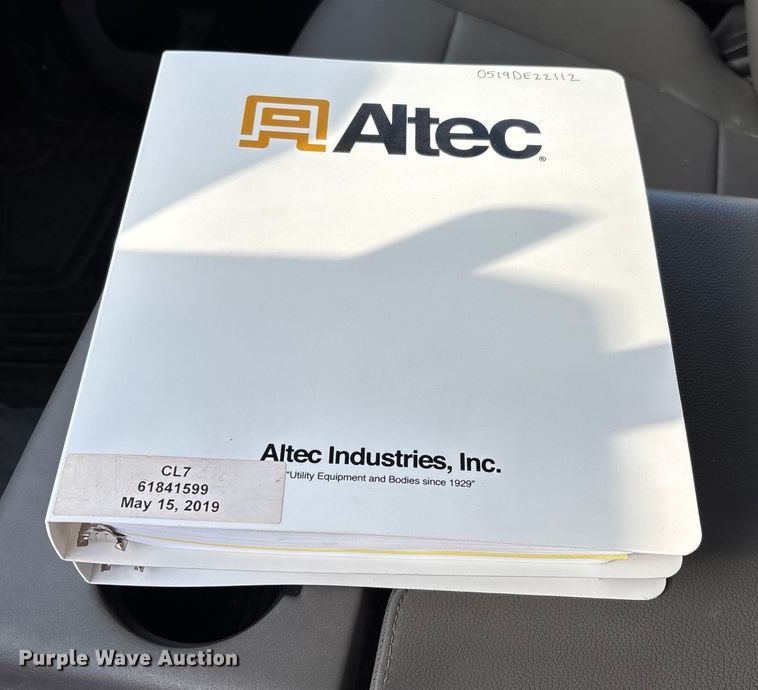 0519DE22112
Altec®
Altec Industries, Inc.
"Utility Equipment and Bodies since 1929"
CL7
61841599
May 15, 2019
Purple Wave Auction